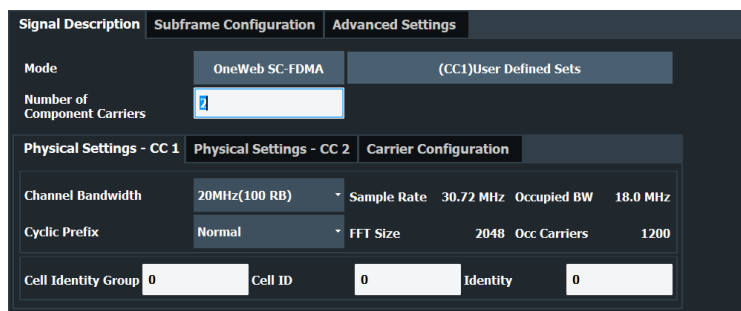 Signal Description Subframe Configuration Advanced Settings
Mode OneWeb SC-FDMA (CC1)User Defined Sets
Number of
Component Carriers 2
Physical Settings - CC 1 Physical Settings - CC 2 Carrier Configuration
Channel Bandwidth 20MHz(100 RB) Sample Rate 30.72 MHz Occupied BW 18.0 MHz
Cyclic Prefix Normal FFT Size 2048 Occ Carriers 1200
Cell Identity Group 0 Cell ID 0 Identity 0